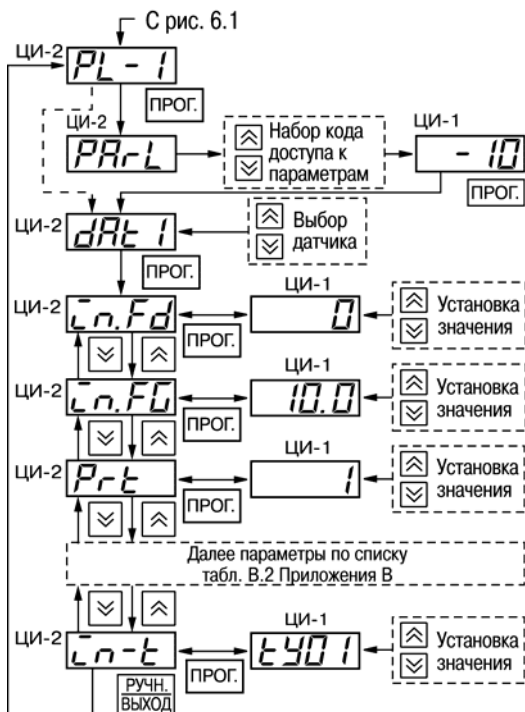 С рис. 6.1
ЦИ-2
PL-1
ПРОГ.
ЦИ-2
PArL
Набор кода
доступа к
параметрам
ЦИ-1
-10
ПРОГ.
ЦИ-2
dAt1
Выбор
датчика
ПРОГ.
ЦИ-2
in.Fd
ПРОГ.
ЦИ-1
0
Установка
значения
ЦИ-2
in.FG
ПРОГ.
ЦИ-1
10.0
Установка
значения
ЦИ-2
Prt
ПРОГ.
ЦИ-1
1
Установка
значения
Далее параметры по списку
табл. В.2 Приложения В
ЦИ-2
in-t
ПРОГ.
ЦИ-1
tY01
Установка
значения
РУЧН.
ВЫХОД